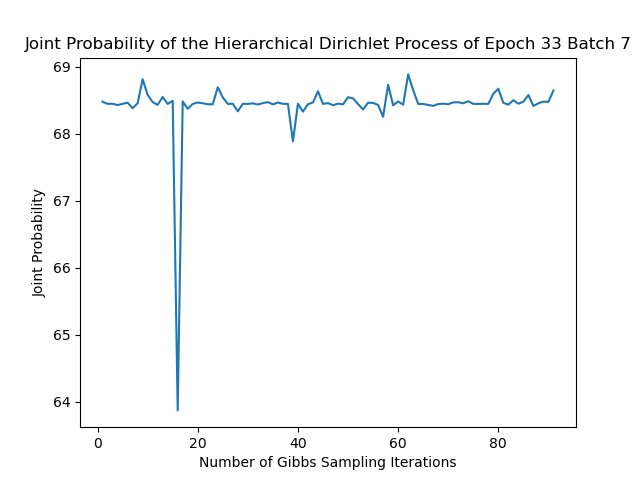 Joint Probability of the Hierarchical Dirichlet Process of Epoch 33 Batch 7
69
68
67
66
65
64
Joint Probability
0 20 40 60 80
Number of Gibbs Sampling Iterations